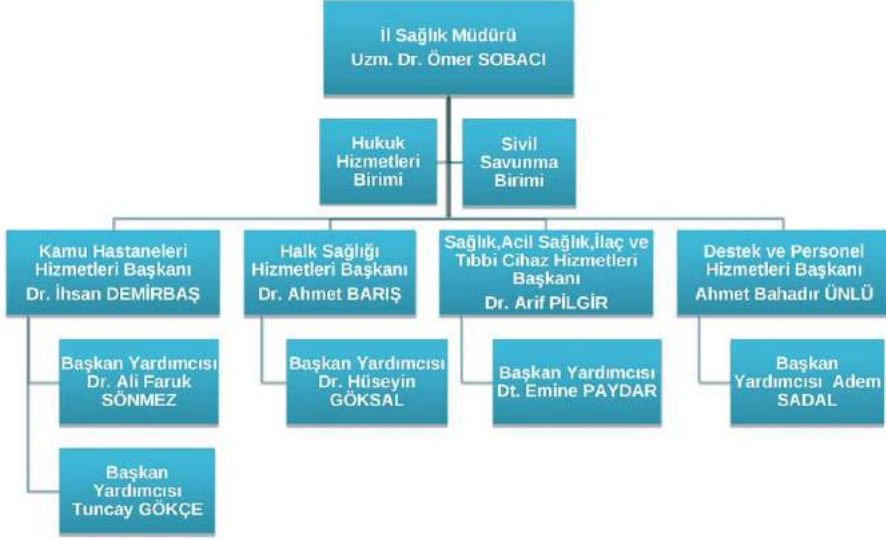 İl Sağlık Müdürü
Uzm. Dr. Ömer SOBACI
Hukuk
Hizmetleri
Birimi
Sivil
Savunma
Birimi
Kamu Hastaneleri
Hizmetleri Başkanı
Dr. İhsan DEMİRBAŞ
Halk Sağlığı
Hizmetleri Başkanı
Dr. Ahmet BARIŞ
Sağlık,Acil Sağlık,İlaç ve
Tıbbi Cihaz Hizmetleri
Başkanı
Dr. Arif PİLGİR
Destek ve Personel
Hizmetleri Başkanı
Ahmet Bahadır ÜNLÜ
Başkan Yardımcısı
Dr. Ali Faruk
SÖNMEZ
Başkan Yardımcısı
Dr. Hüseyin
GÖKSAL
Başkan Yardımcısı
Dt. Emine PAYDAR
Başkan
Yardımcısı Adem
SADAL
Başkan
Yardımcısı
Tuncay GÖKÇE